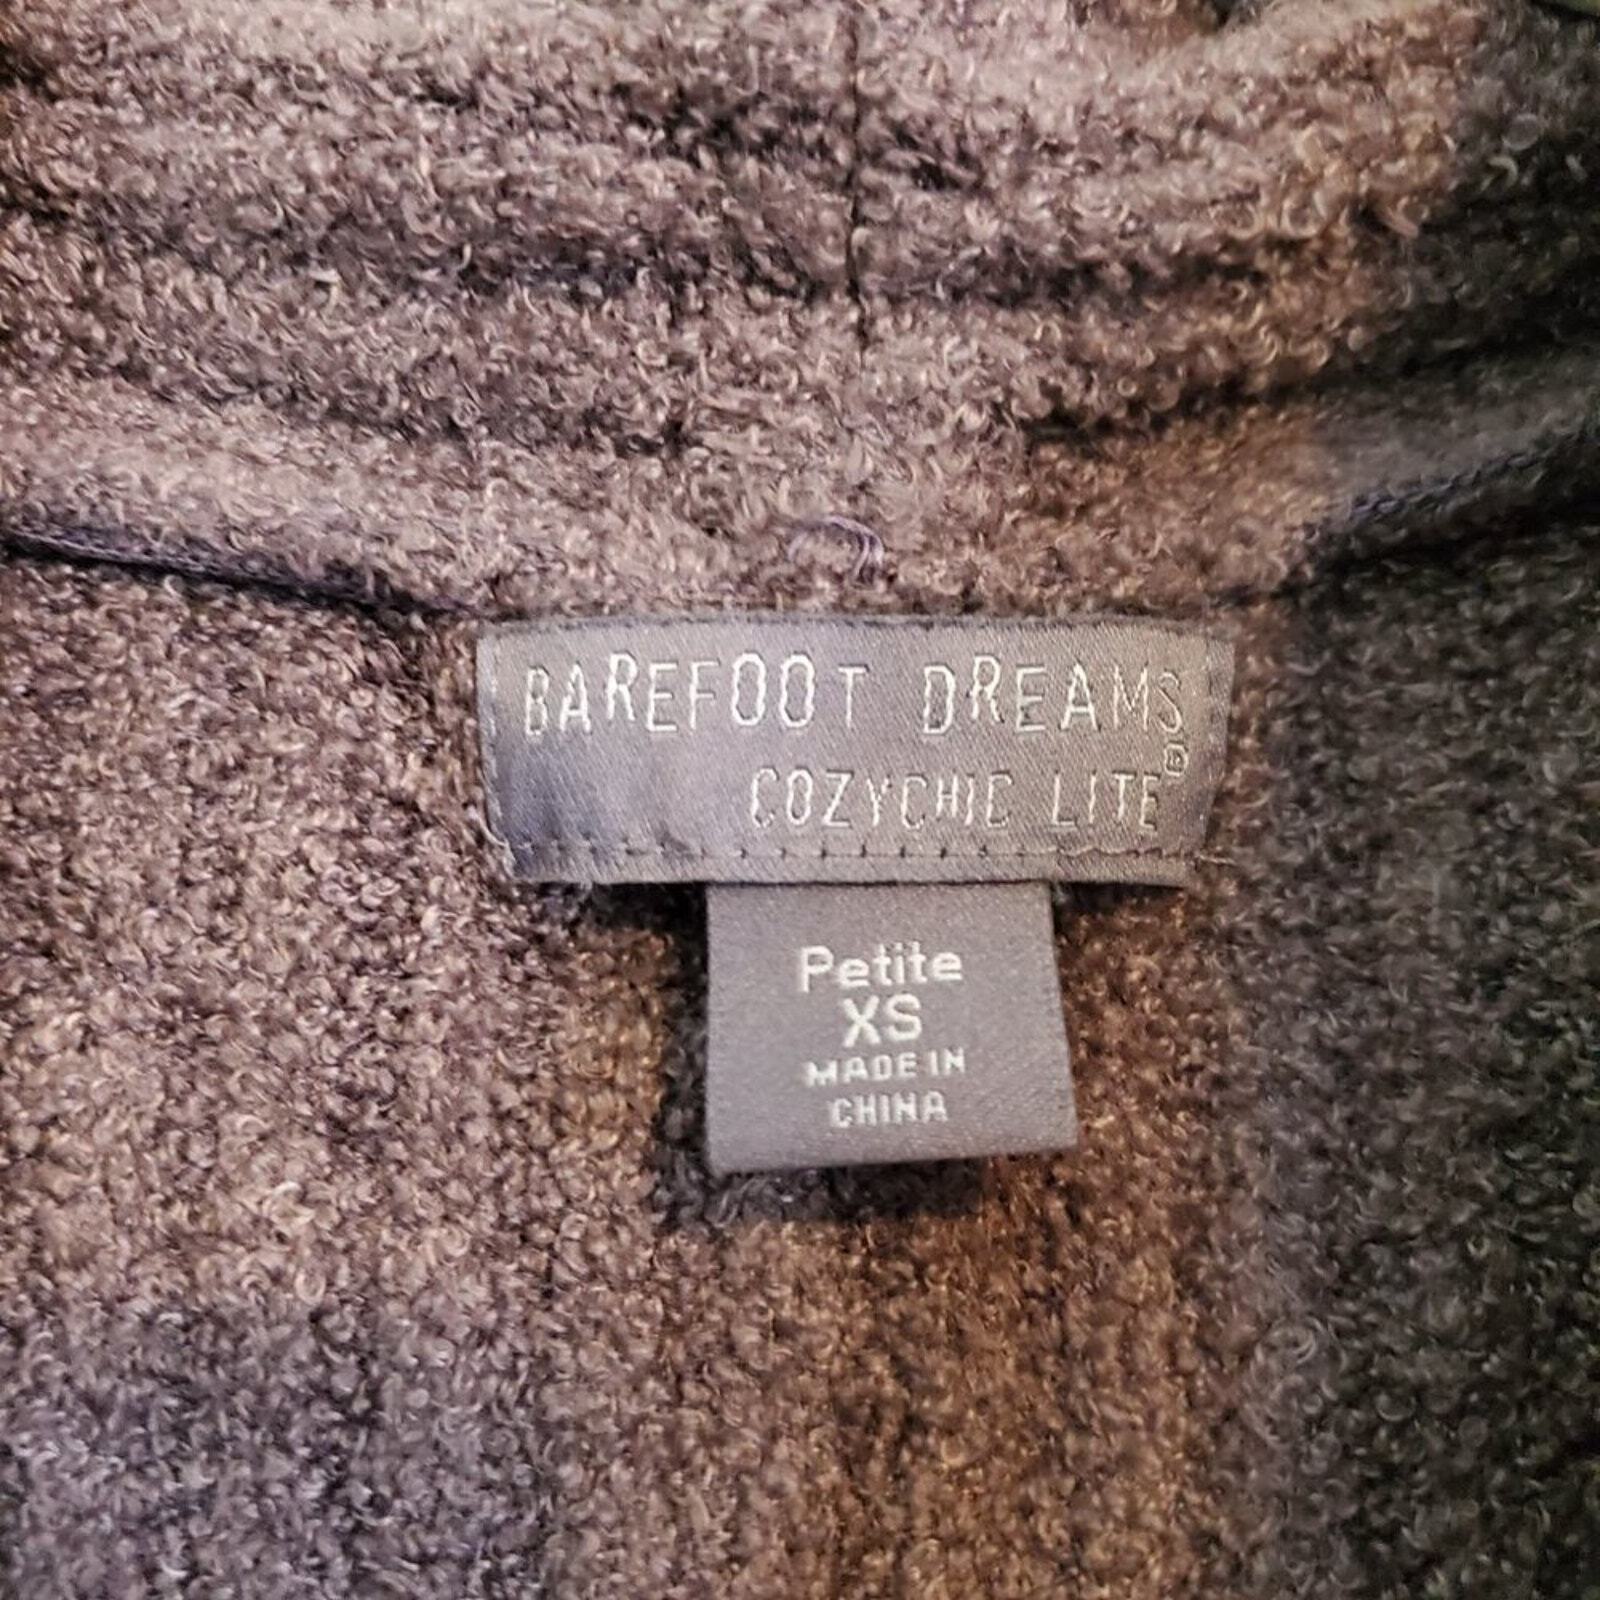 BAREFOOT DREAMS
COZYCHIC LITE®
Petite
XS
MADE IN
CHINA